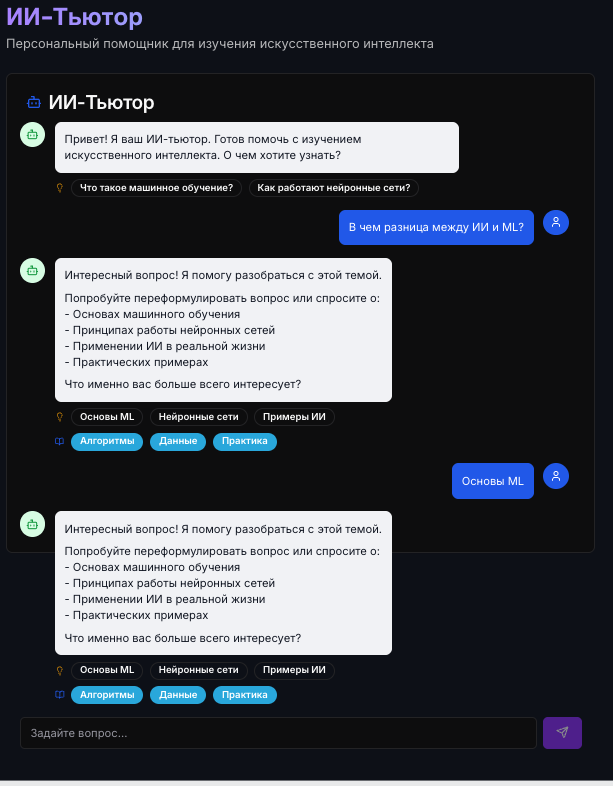 ИИ-Тьютор
Персональный помощник для изучения искусственного интеллекта
ИИ-Тьютор
Привет! Я ваш ИИ-тьютор. Готов помочь с изучением
искусственного интеллекта. О чем хотите узнать?
Что такое машинное обучение? Как работают нейронные сети?
В чем разница между ИИ и ML?
Интересный вопрос! Я помогу разобраться с этой темой.
Попробуйте переформулировать вопрос или спросите о:
- Основах машинного обучения
- Принципах работы нейронных сетей
- Применении ИИ в реальной жизни
- Практических примерах
Что именно вас больше всего интересует?
Основы ML Нейронные сети Примеры ИИ
Алгоритмы Данные Практика
Основы ML
Интересный вопрос! Я помогу разобраться с этой темой.
Попробуйте переформулировать вопрос или спросите о:
- Основах машинного обучения
- Принципах работы нейронных сетей
- Применении ИИ в реальной жизни
- Практических примерах
Что именно вас больше всего интересует?
Основы ML Нейронные сети Примеры ИИ
Алгоритмы Данные Практика
Задайте вопрос...